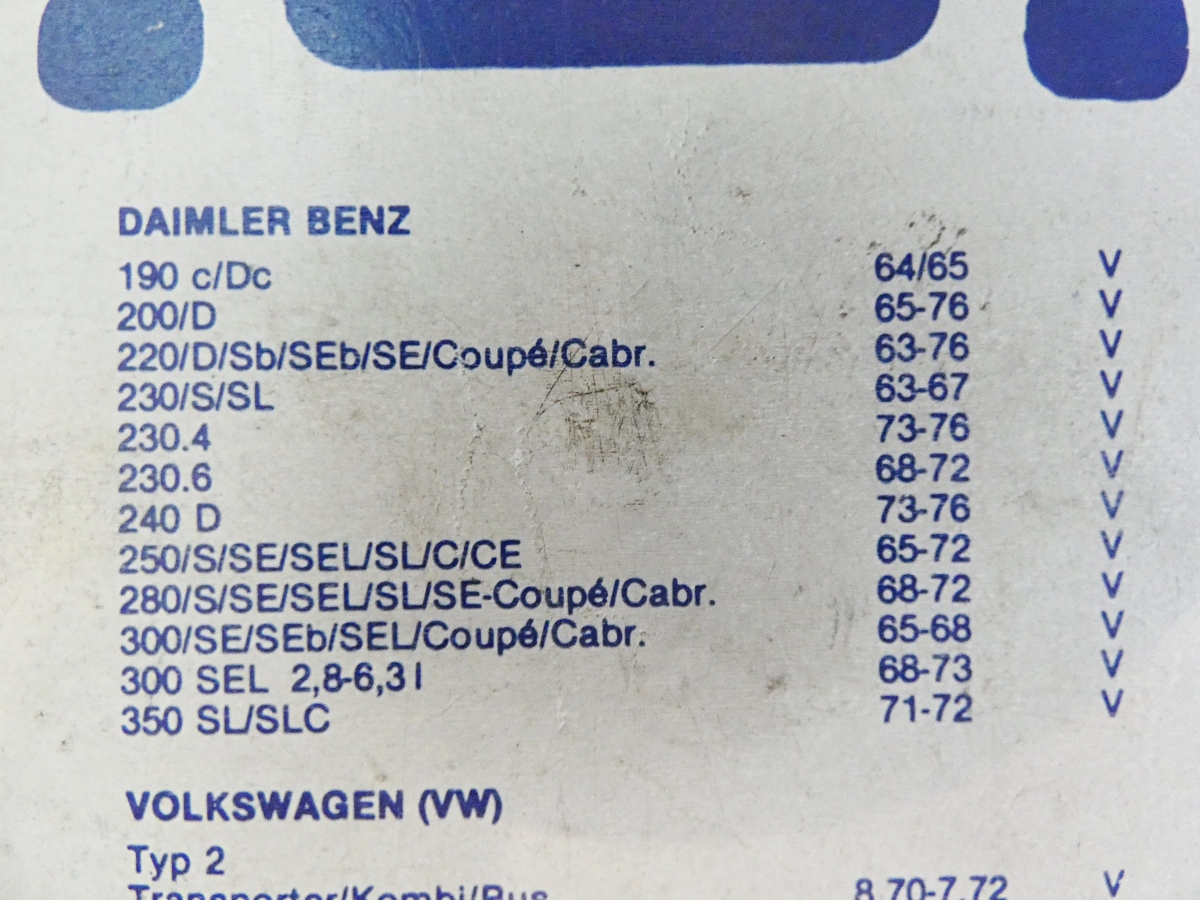 DAIMLER BENZ
190 c/Dc 64/65 V
200/D 65-76 V
220/D/Sb/SEb/SE/Coupé/Cabr. 63-76 V
230/S/SL 63-67 V
230.4 73-76 V
230.6 68-72 V
240 D 73-76 V
250/S/SE/SEL/SL/C/CE 65-72 V
280/S/SE/SEL/SL/SE-Coupé/Cabr. 68-72 V
300/SE/SEb/SEL/Coupé/Cabr. 65-68 V
300 SEL 2,8-6,3 l 68-73 V
350 SL/SLC 71-72 V
VOLKSWAGEN (VW)
Typ 2
Transporter/Kombi/Bus 8.70-7.72 V